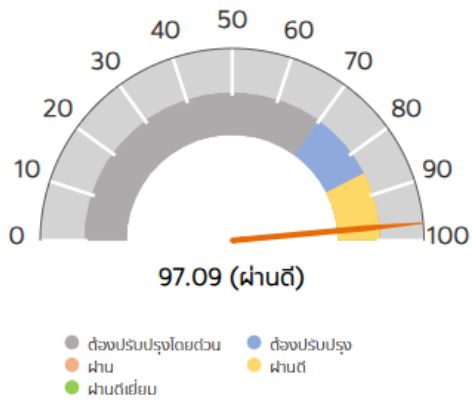 50
40 60
30 70
20 80
10 90
0 100
97.09 (ผ่านดี)
ต้องปรับปรุงโดยด่วน ต้องปรับปรุง
ผ่าน ผ่านดี
ผ่านดีเยี่ยม